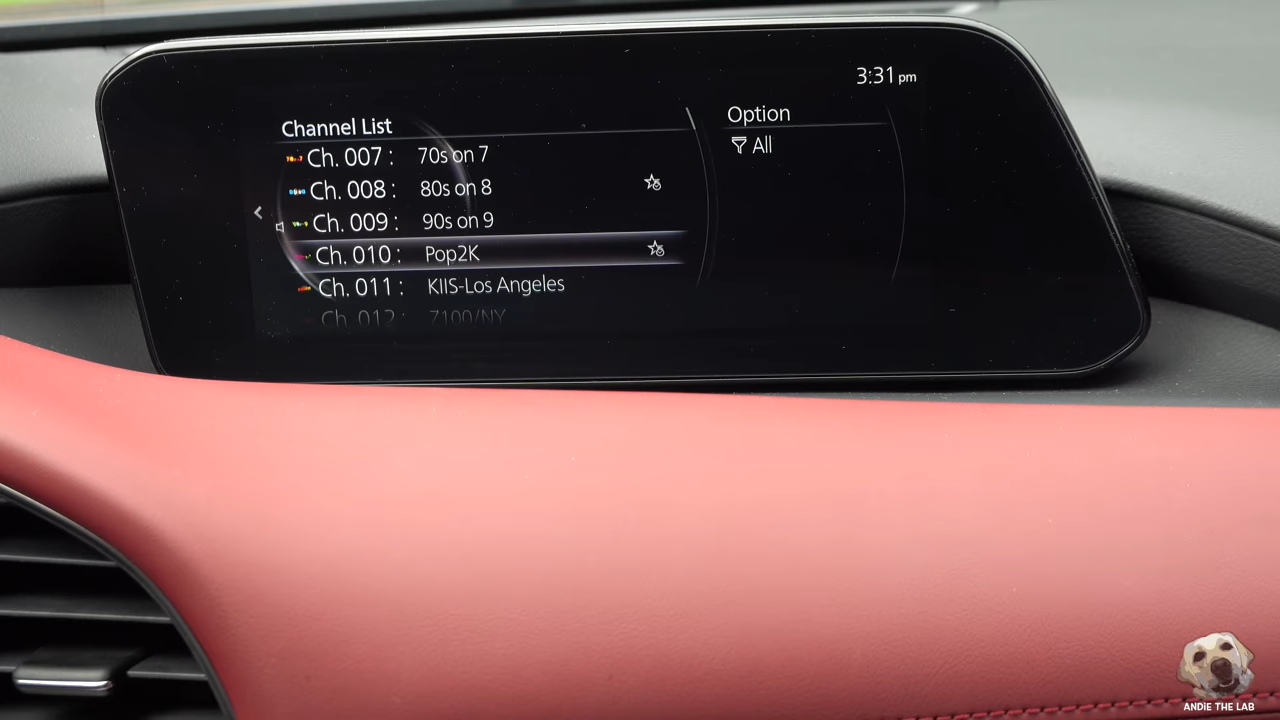 3:31 pm
Channel List
Ch. 007 : 70s on 7
Ch. 008 : 80s on 8
Ch. 009 : 90s on 9
Ch. 010 : Pop2K
Ch. 011 : KIIS-Los Angeles
Ch. 012 : Z100/NY
Option
All
ANDIE THE LAB